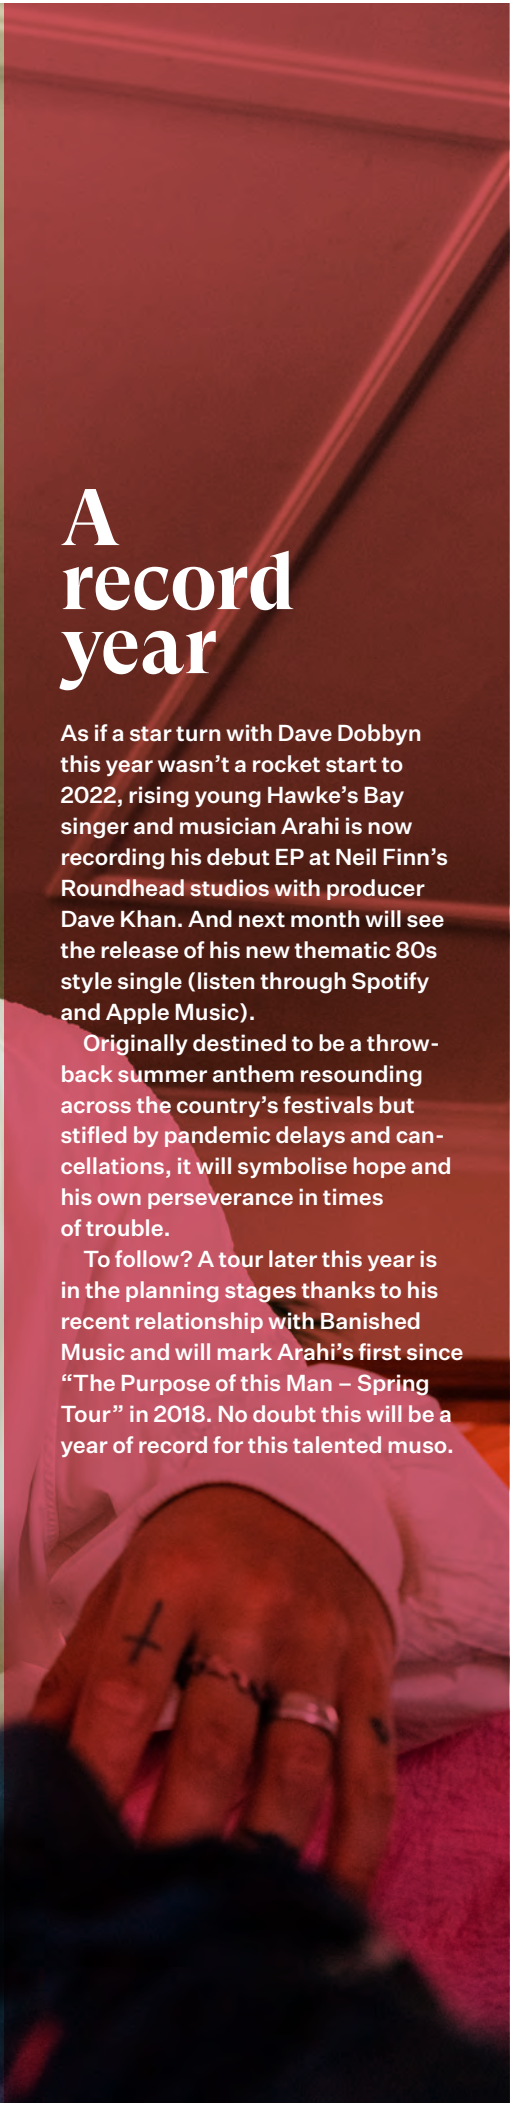 A
record
year
As if a star turn with Dave Dobbyn
this year wasn’t a rocket start to
2022, rising young Hawke’s Bay
singer and musician Arahi is now
recording his debut EP at Neil Finn’s
Roundhead studios with producer
Dave Khan. And next month will see
the release of his new thematic 80s
style single (listen through Spotify
and Apple Music).
Originally destined to be a throw-
back summer anthem resounding
across the country’s festivals but
stifled by pandemic delays and can-
cellations, it will symbolise hope and
his own perseverance in times
of trouble.
To follow? A tour later this year is
in the planning stages thanks to his
recent relationship with Banished
Music and will mark Arahi’s first since
“The Purpose of this Man – Spring
Tour” in 2018. No doubt this will be a
year of record for this talented muso.